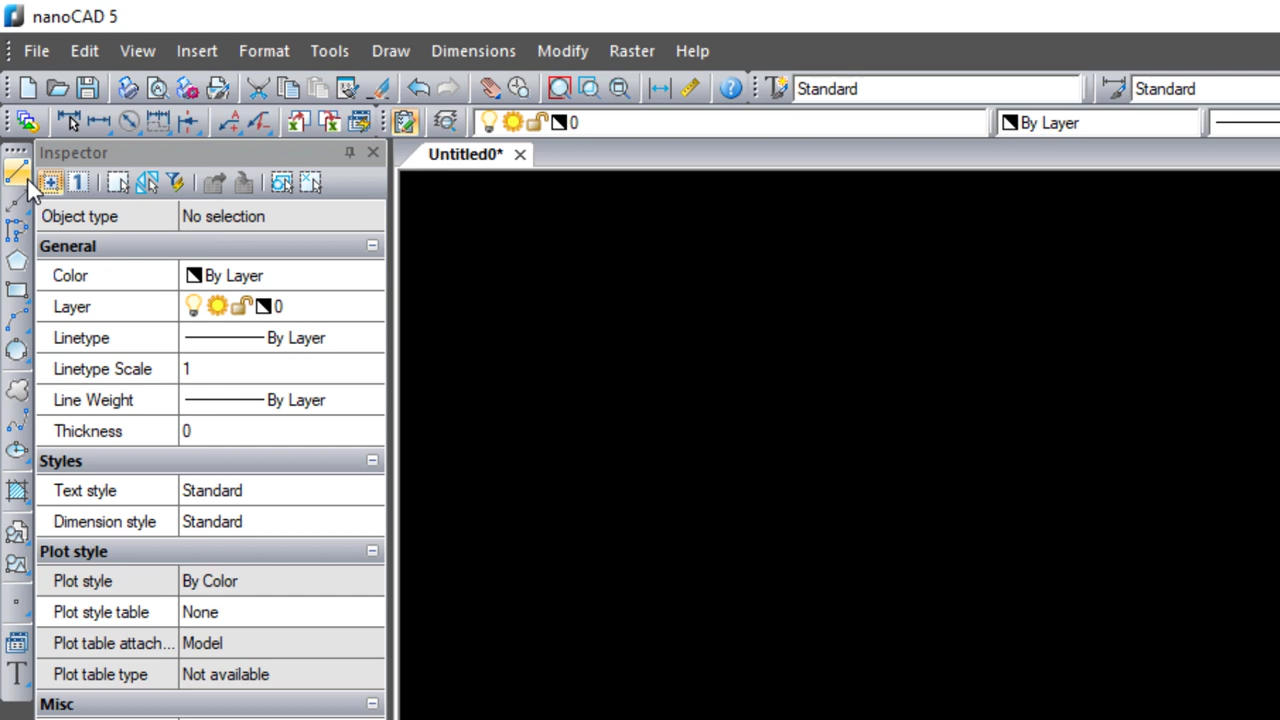 nanoCAD 5
File Edit View Insert Format Tools Draw Dimensions Modify Raster Help
Standard Standard
0 By Layer
Inspector Untitled0*
1
Object type No selection
General
Color By Layer
Layer 0
Linetype By Layer
Linetype Scale 1
Line Weight By Layer
Thickness 0
Styles
Text style Standard
Dimension style Standard
Plot style
Plot style By Color
Plot style table None
Plot table attach... Model
Plot table type Not available
T
Misc